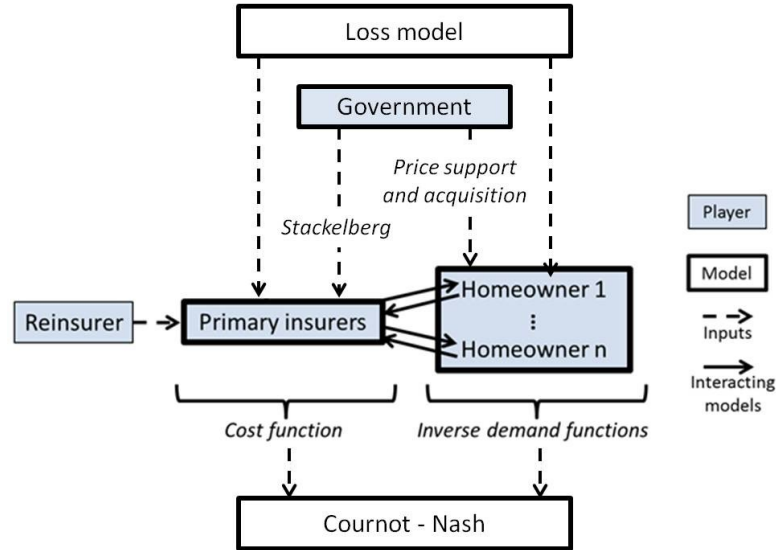 Loss model
Government
Price support
and acquisition
Stackelberg
Player
Model
Inputs
Interacting
models
Reinsurer
Primary insurers
Homeowner 1
⋮
Homeowner n
Cost function
Inverse demand functions
Cournot - Nash